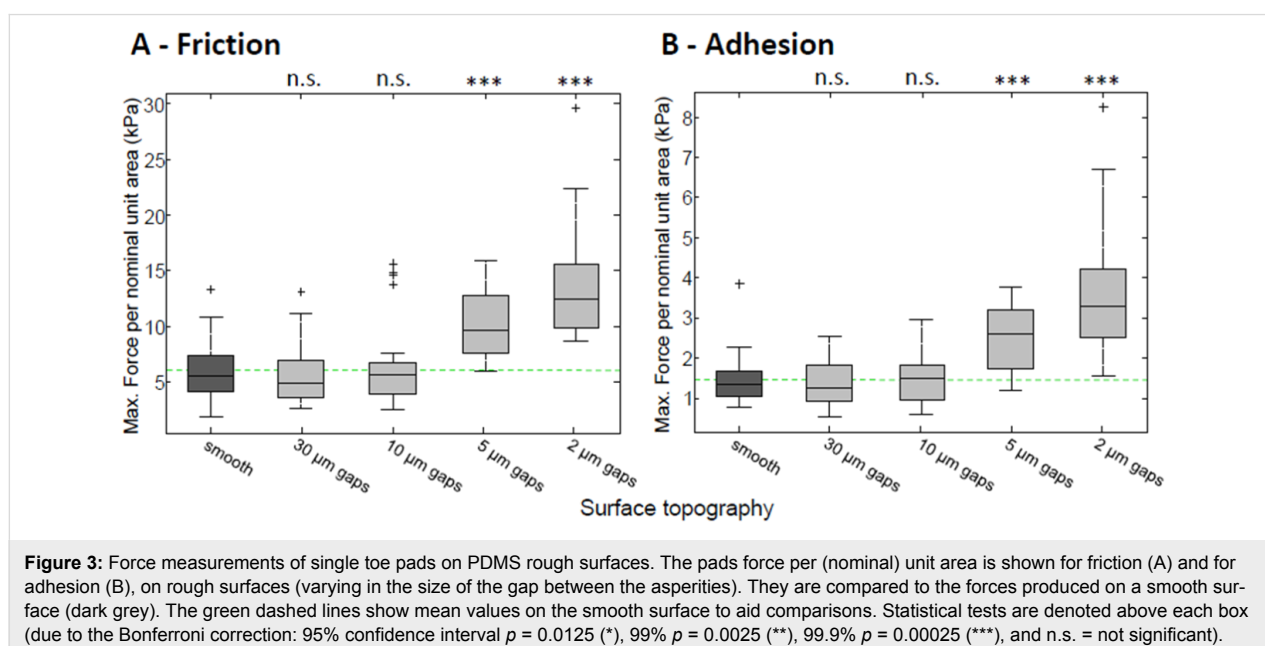 A - Friction
B - Adhesion
n.s. n.s. *** ***
n.s. n.s. *** ***
Max. Force per nominal unit area (kPa)
30
25
20
15
10
5
smooth
30 µm gaps
10 µm gaps
5 µm gaps
2 µm gaps
Max. Force per nominal unit area (kPa)
8
7
6
5
4
3
2
1
smooth
30 µm gaps
10 µm gaps
5 µm gaps
2 µm gaps
Surface topography
Figure 3: Force measurements of single toe pads on PDMS rough surfaces. The pads force per (nominal) unit area is shown for friction (A) and for
adhesion (B), on rough surfaces (varying in the size of the gap between the asperities). They are compared to the forces produced on a smooth sur-
face (dark grey). The green dashed lines show mean values on the smooth surface to aid comparisons. Statistical tests are denoted above each box
(due to the Bonferroni correction: 95% confidence interval p = 0.0125 (*), 99% p = 0.0025 (**), 99.9% p = 0.00025 (***), and n.s. = not significant).